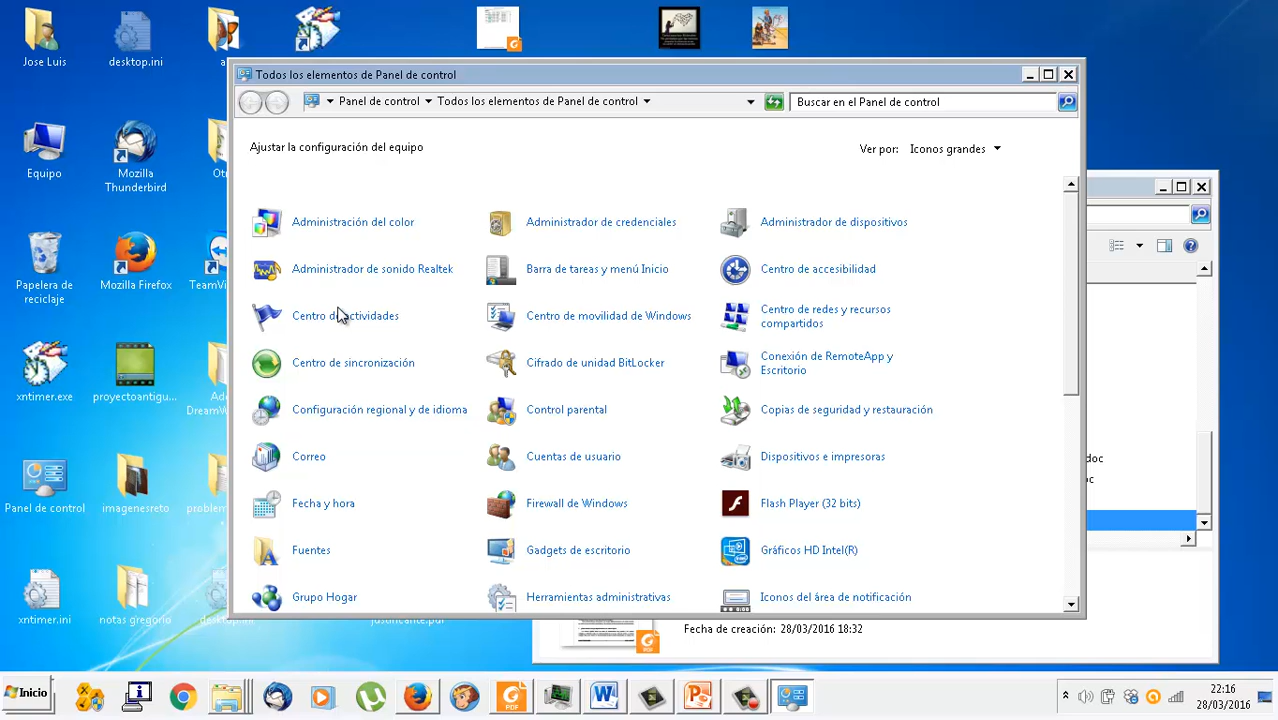 Jose Luis
desktop.ini
Todos los elementos de Panel de control
Panel de control
Todos los elementos de Panel de control
Buscar en el Panel de control
Ajustar la configuración del equipo
Ver por:
Iconos grandes
Administración del color
Administrador de credenciales
Administrador de dispositivos
Administrador de sonido Realtek
Barra de tareas y menú Inicio
Centro de accesibilidad
Centro de actividades
Centro de movilidad de Windows
Centro de redes y recursos
compartidos
Centro de sincronización
Cifrado de unidad BitLocker
Conexión de RemoteApp y
Escritorio
Configuración regional y de idioma
Control parental
Copias de seguridad y restauración
Correo
Cuentas de usuario
Dispositivos e impresoras
Fecha y hora
Firewall de Windows
Flash Player (32 bits)
Fuentes
Gadgets de escritorio
Gráficos HD Intel(R)
Grupo Hogar
Herramientas administrativas
Iconos del área de notificación
Equipo
Mozilla
Thunderbird
Ot
Papelera de
reciclaje
Mozilla Firefox
TeamV
xntimer.exe
proyectoantigu...
Ad
DreamW
Panel de control
imagenesreto
problem
xntimer.ini
notas gregorio
desktop.ini
justificante.pdf
doc
c
PDF
Fecha de creación: 28/03/2016 18:32
Inicio
PDF
22:16
28/03/2016